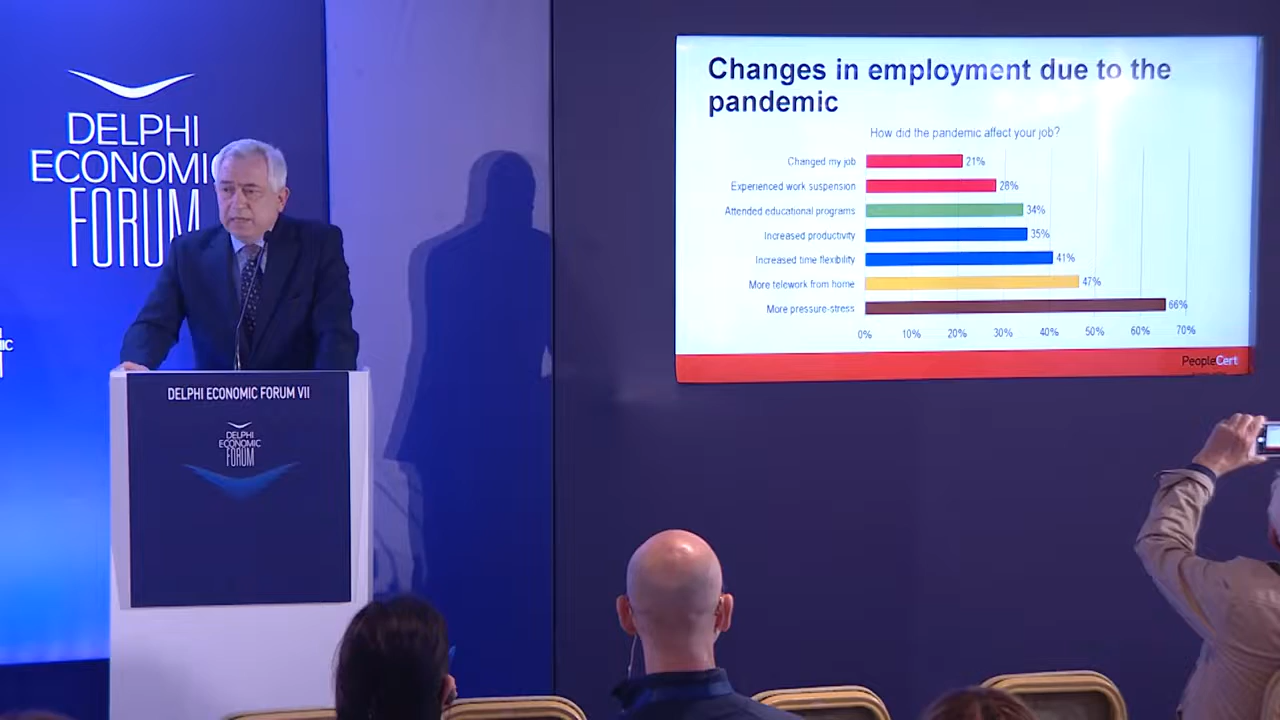 DELPHI
ECONOMIC
FORUM
IC
DELPHI ECONOMIC FORUM VII
DELPHI
ECONOMIC
FORUM
Changes in employment due to the
pandemic
How did the pandemic affect your job?
Changed my job 21%
Experienced work suspension 28%
Attended educational programs 34%
Increased productivity 35%
Increased time flexibility 41%
More telework from home 47%
More pressure-stress 66%
0% 10% 20% 30% 40% 50% 60% 70%
PeopleCert